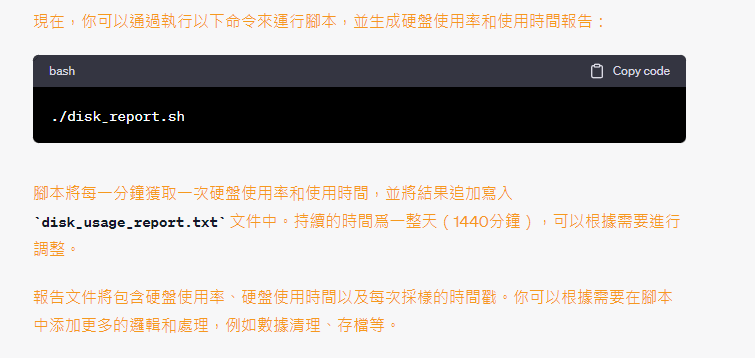 現在，你可以通過執行以下命令來運行腳本，並生成硬盤使用率和使用時間報告：
bash
Copy code
./disk_report.sh
腳本將每一分鐘獲取一次硬盤使用率和使用時間，並將結果追加寫入
`disk_usage_report.txt` 文件中。持續的時間爲一整天（1440分鐘），可以根據需要進行
調整。
報告文件將包含硬盤使用率、硬盤使用時間以及每次採樣的時間戳。你可以根據需要在腳本
中添加更多的邏輯和處理，例如數據清理、存檔等。